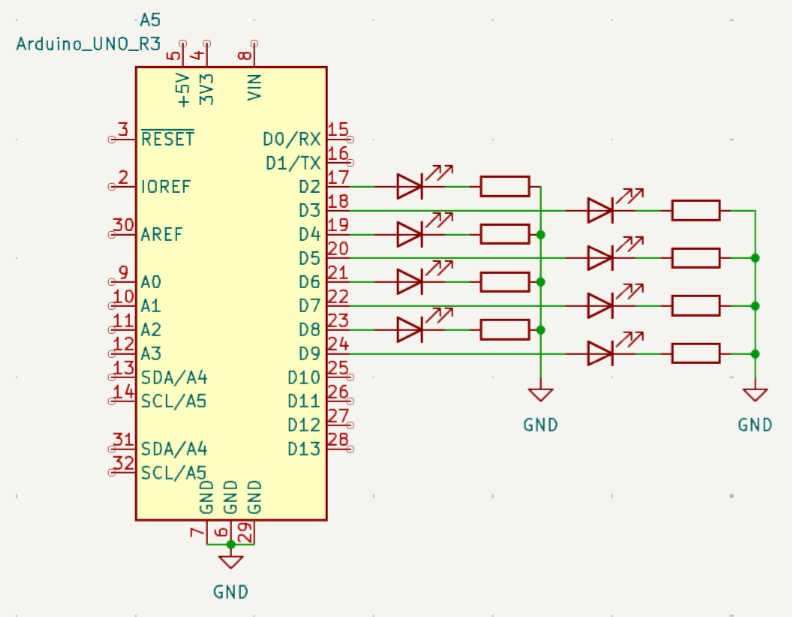 A5
Arduino_UNO_R3
5 4 8
+5V 3V3 VIN
3 RESET D0/RX 15
D1/TX 16
2 IOREF D2 17
D3 18
30 AREF D4 19
D5 20
9 A0 D6 21
10 A1 D7 22
11 A2 D8 23
12 A3 D9 24
13 SDA/A4 D10 25
14 SCL/A5 D11 26
D12 27
31 SDA/A4 D13 28
32 SCL/A5
GND GND GND
7 6 29
GND
GND GND